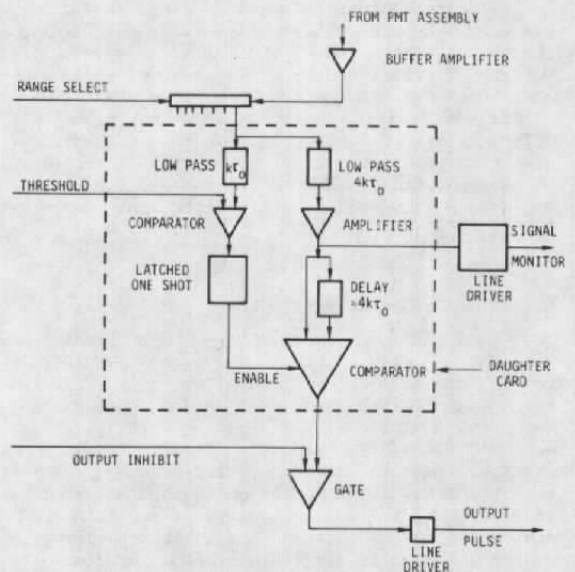 FROM PMT ASSEMBLY
BUFFER AMPLIFIER
RANGE SELECT
LOW PASS
kτ₀
LOW PASS
4kτ₀
THRESHOLD
COMPARATOR
AMPLIFIER
SIGNAL
MONITOR
LINE
DRIVER
LATCHED
ONE SHOT
DELAY
≈4kτ₀
ENABLE
COMPARATOR
DAUGHTER
CARD
OUTPUT INHIBIT
GATE
OUTPUT
PULSE
LINE
DRIVER